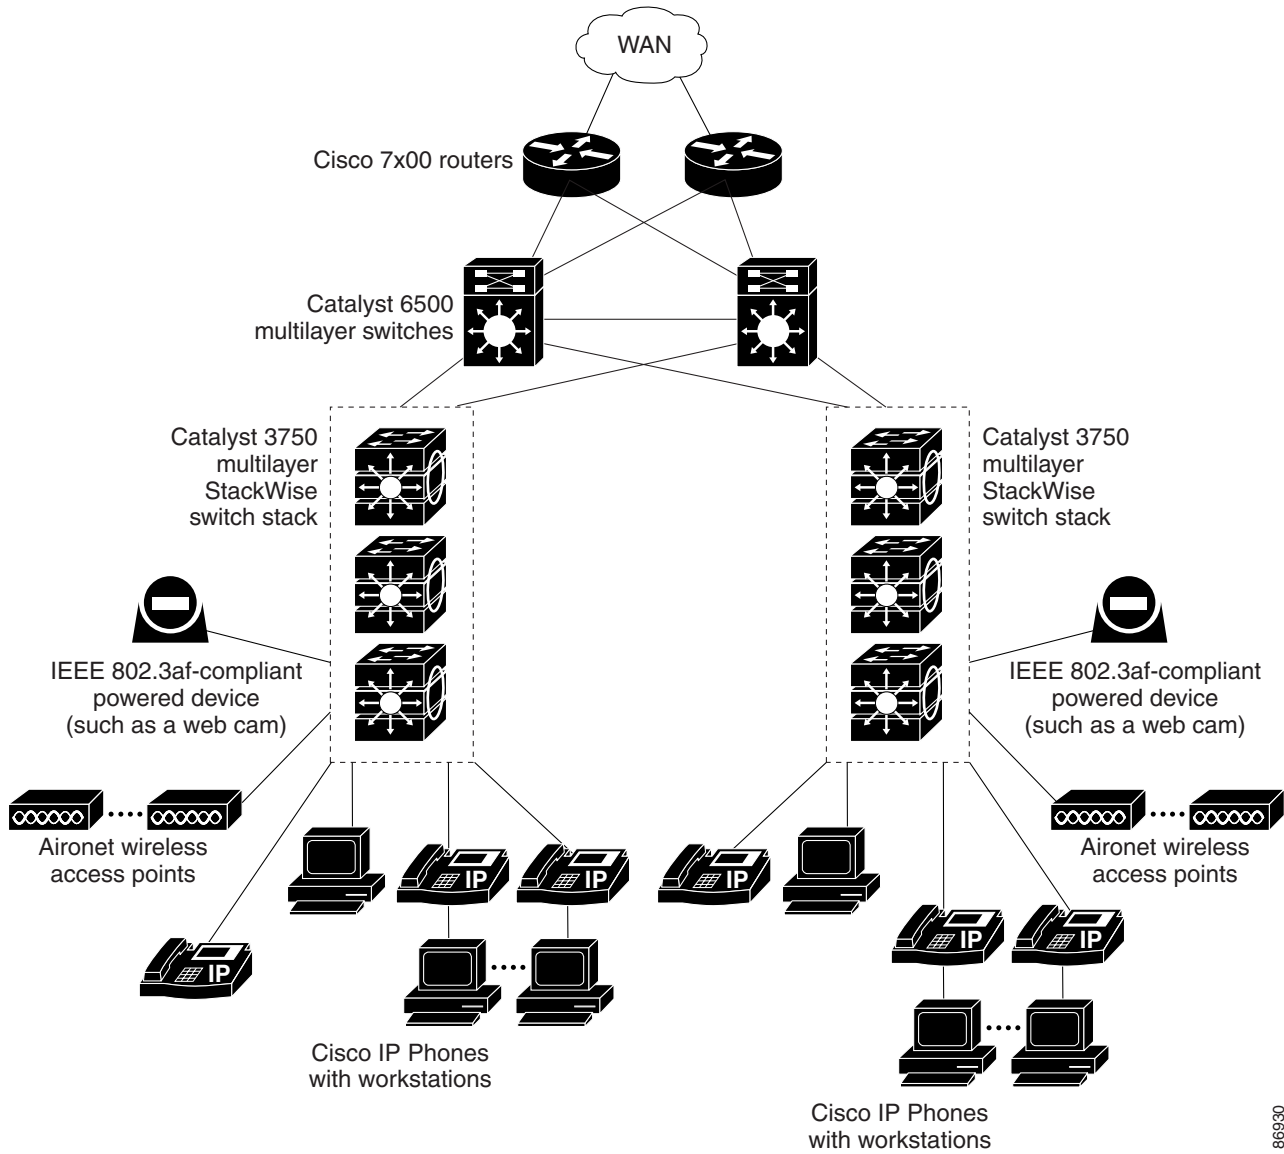 WAN
Cisco 7x00 routers
Catalyst 6500
multilayer switches
Catalyst 3750
multilayer
StackWise
switch stack
Catalyst 3750
multilayer
StackWise
switch stack
IEEE 802.3af-compliant
powered device
(such as a web cam)
IEEE 802.3af-compliant
powered device
(such as a web cam)
Aironet wireless
access points
Aironet wireless
access points
IP
IP
IP
IP
IP
IP
Cisco IP Phones
with workstations
Cisco IP Phones
with workstations
86930